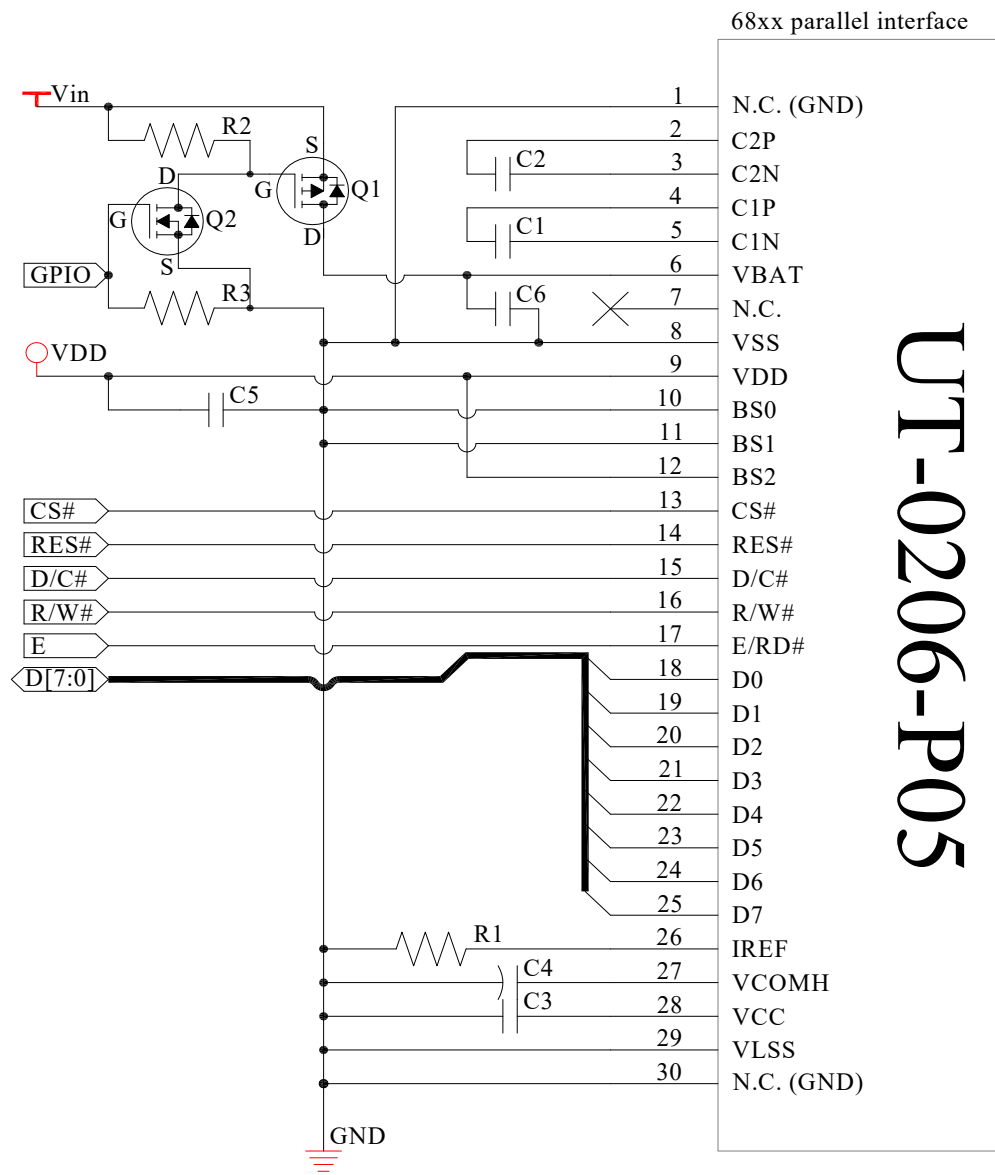 68xx parallel interface
Vin
R2
S
G
Q1
D
D
G
Q2
S
GPIO
R3
VDD
C5
C2
C1
C6
1 N.C. (GND)
2 C2P
3 C2N
4 C1P
5 C1N
6 VBAT
7 N.C.
8 VSS
9 VDD
10 BS0
11 BS1
12 BS2
CS# 13 CS#
RES# 14 RES#
D/C# 15 D/C#
R/W# 16 R/W#
E 17 E/RD#
D[7:0] 18 D0
19 D1
20 D2
21 D3
22 D4
23 D5
24 D6
25 D7
R1 26 IREF
C4 27 VCOMH
C3 28 VCC
29 VLSS
30 N.C. (GND)
GND
UT-0206-P05